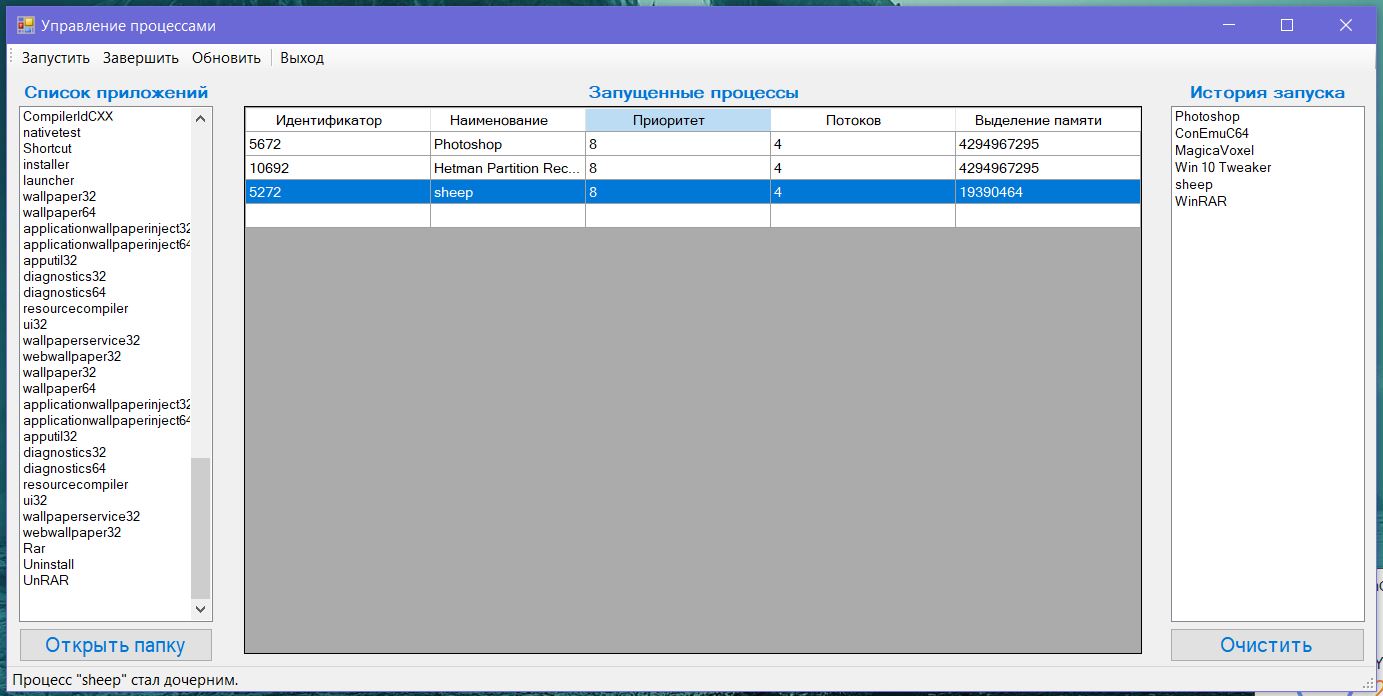 Управление процессами
Запустить Завершить Обновить Выход
Список приложений
CompilerIdCXX
nativetest
Shortcut
installer
launcher
wallpaper32
wallpaper64
applicationwallpaperinject32
applicationwallpaperinject64
apputil32
diagnostics32
diagnostics64
resourcecompiler
ui32
wallpaperservice32
webwallpaper32
wallpaper32
wallpaper64
applicationwallpaperinject32
applicationwallpaperinject64
apputil32
diagnostics32
diagnostics64
resourcecompiler
ui32
wallpaperservice32
webwallpaper32
Rar
Uninstall
UnRAR
Открыть папку
Запущенные процессы
Идентификатор Наименование Приоритет Потоков Выделение памяти
5672 Photoshop 8 4 4294967295
10692 Hetman Partition Rec... 8 4 4294967295
5272 sheep 8 4 19390464
История запуска
Photoshop
ConEmuC64
MagicaVoxel
Win 10 Tweaker
sheep
WinRAR
Очистить
Процесс "sheep" стал дочерним.